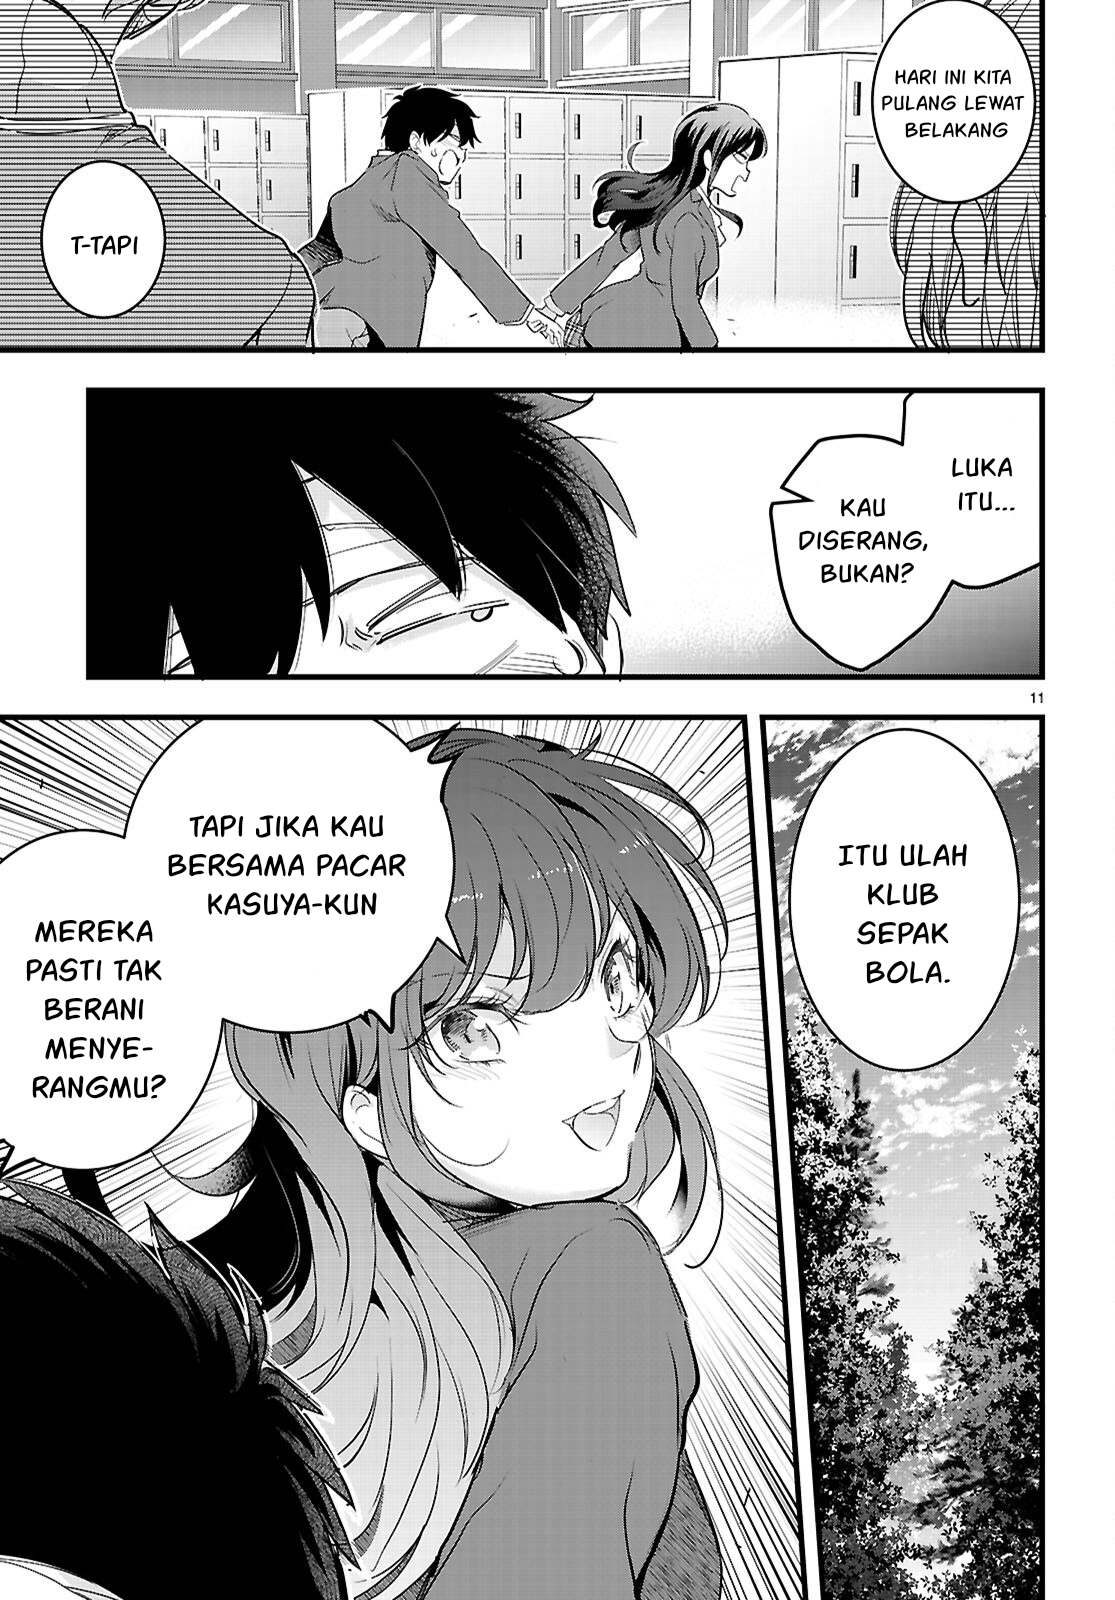 HARI INI KITA
PULANG LEWAT
BELAKANG
T-TAPI
LUKA
ITU...
KAU
DISERANG,
BUKAN?
11
ITU ULAH
KLUB
SEPAK
BOLA.
TAPI JIKA KAU
BERSAMA PACAR
KASUYA-KUN
MEREKA
PASTI TAK
BERANI
MENYE-
RANGMU?